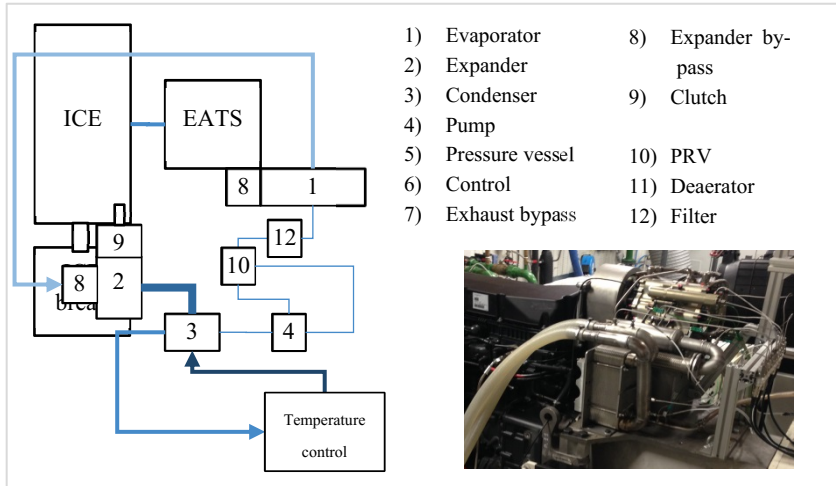 ICE
EATS
8
1
12
9
10
8
2
3
4
Temperature
control
1) Evaporator
2) Expander
3) Condenser
4) Pump
5) Pressure vessel
6) Control
7) Exhaust bypass
8) Expander by-
pass
9) Clutch
10) PRV
11) Deaerator
12) Filter